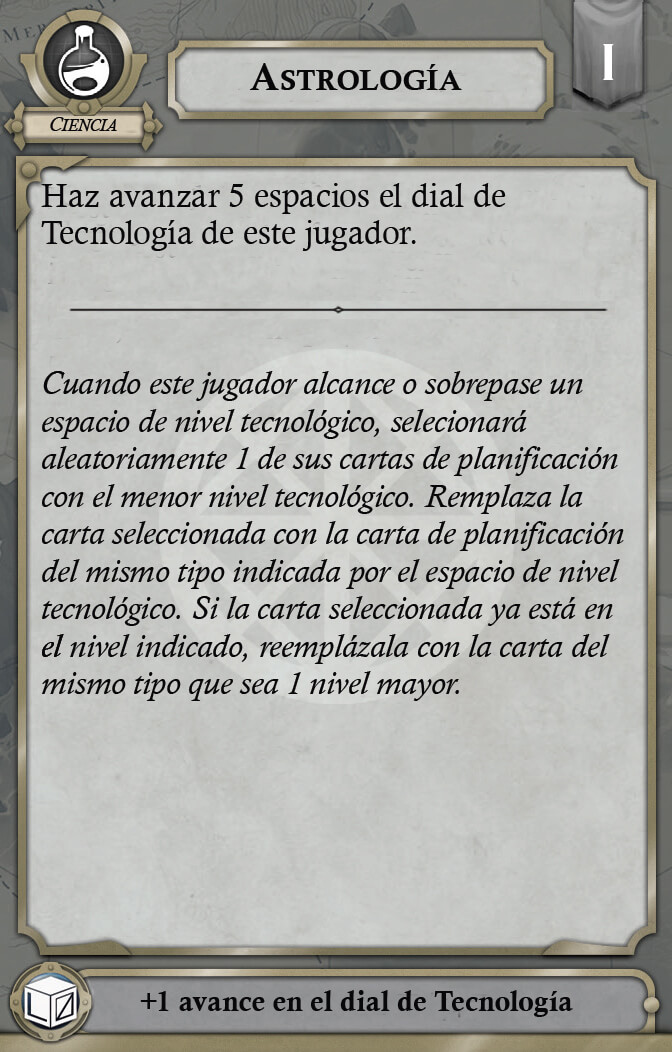 ASTROLOGÍA
I
CIENCIA
Haz avanzar 5 espacios el dial de
Tecnología de este jugador.
Cuando este jugador alcance o sobrepase un
espacio de nivel tecnológico, selecionará
aleatoriamente 1 de sus cartas de planificación
con el menor nivel tecnológico. Remplaza la
carta seleccionada con la carta de planificación
del mismo tipo indicada por el espacio de nivel
tecnológico. Si la carta seleccionada ya está en
el nivel indicado, reemplázala con la carta del
mismo tipo que sea 1 nivel mayor.
+1 avance en el dial de Tecnología